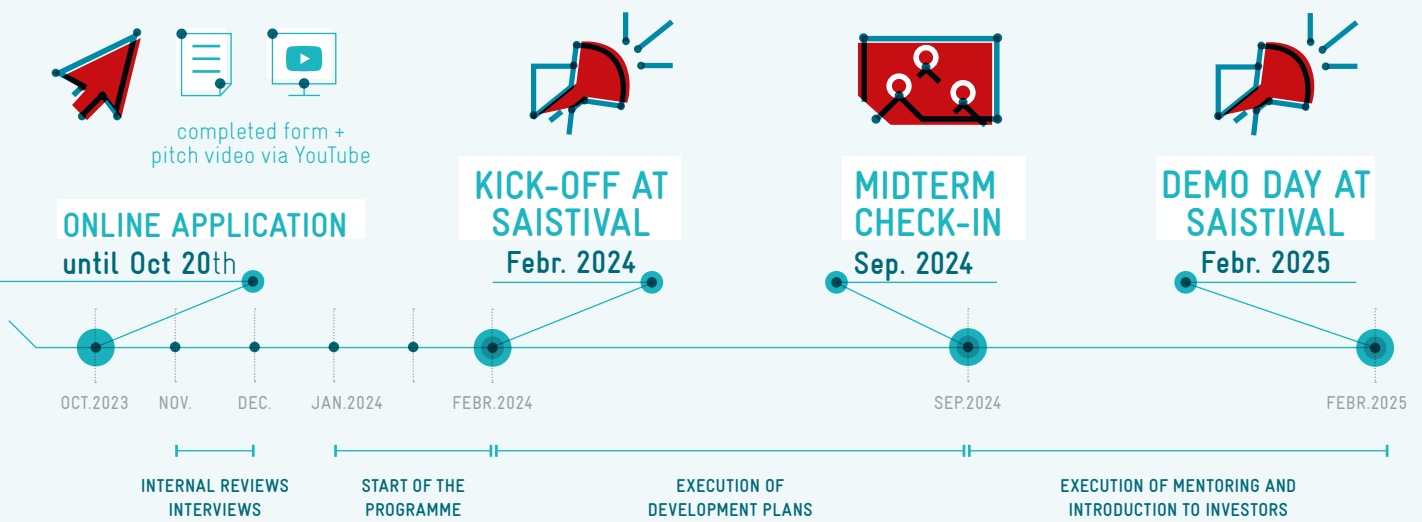 completed form +
pitch video via YouTube
ONLINE APPLICATION
until Oct 20th
KICK-OFF AT
SAISTIVAL
Febr. 2024
MIDTERM
CHECK-IN
Sep. 2024
DEMO DAY AT
SAISTIVAL
Febr. 2025
OCT.2023
NOV.
DEC.
JAN.2024
FEBR.2024
SEP.2024
FEBR.2025
INTERNAL REVIEWS
INTERVIEWS
START OF THE
PROGRAMME
EXECUTION OF
DEVELOPMENT PLANS
EXECUTION OF MENTORING AND
INTRODUCTION TO INVESTORS